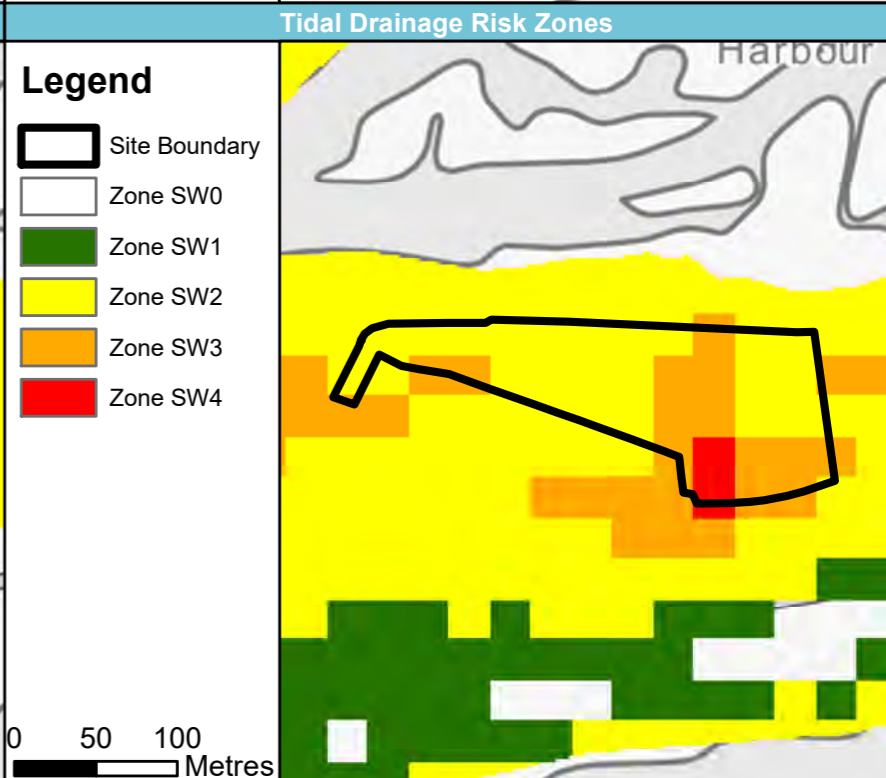 Tidal Drainage Risk Zones
Legend
Site Boundary
Zone SW0
Zone SW1
Zone SW2
Zone SW3
Zone SW4
0 50 100
Metres
Harbour